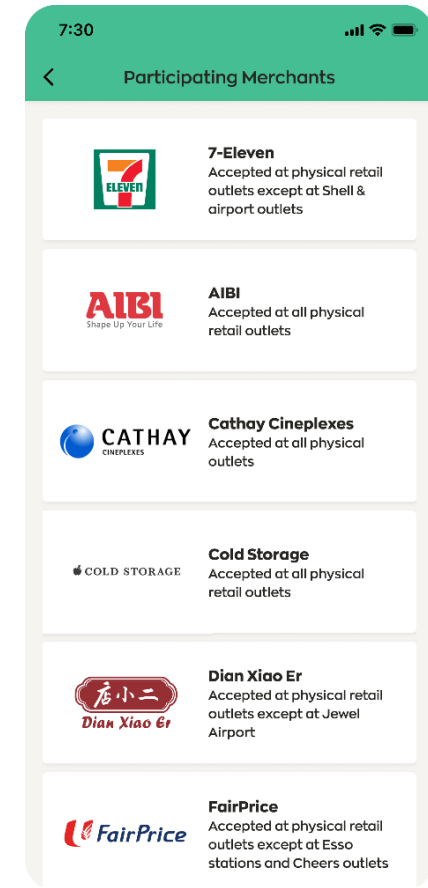 7:30
Participating Merchants
7
ELEVEN
7-Eleven
Accepted at physical retail
outlets except at Shell &
airport outlets
AIBI
Shape Up Your Life
AIBI
Accepted at all physical
retail outlets
CATHAY
CINEPLEXES
Cathay Cineplexes
Accepted at all physical
outlets
COLD STORAGE
Cold Storage
Accepted at all physical
retail outlets
店小二
Dian Xiao Er
Dian Xiao Er
Accepted at physical retail
outlets except at Jewel
Airport
FairPrice
FairPrice
Accepted at physical retail
outlets except at Esso
stations and Cheers outlets